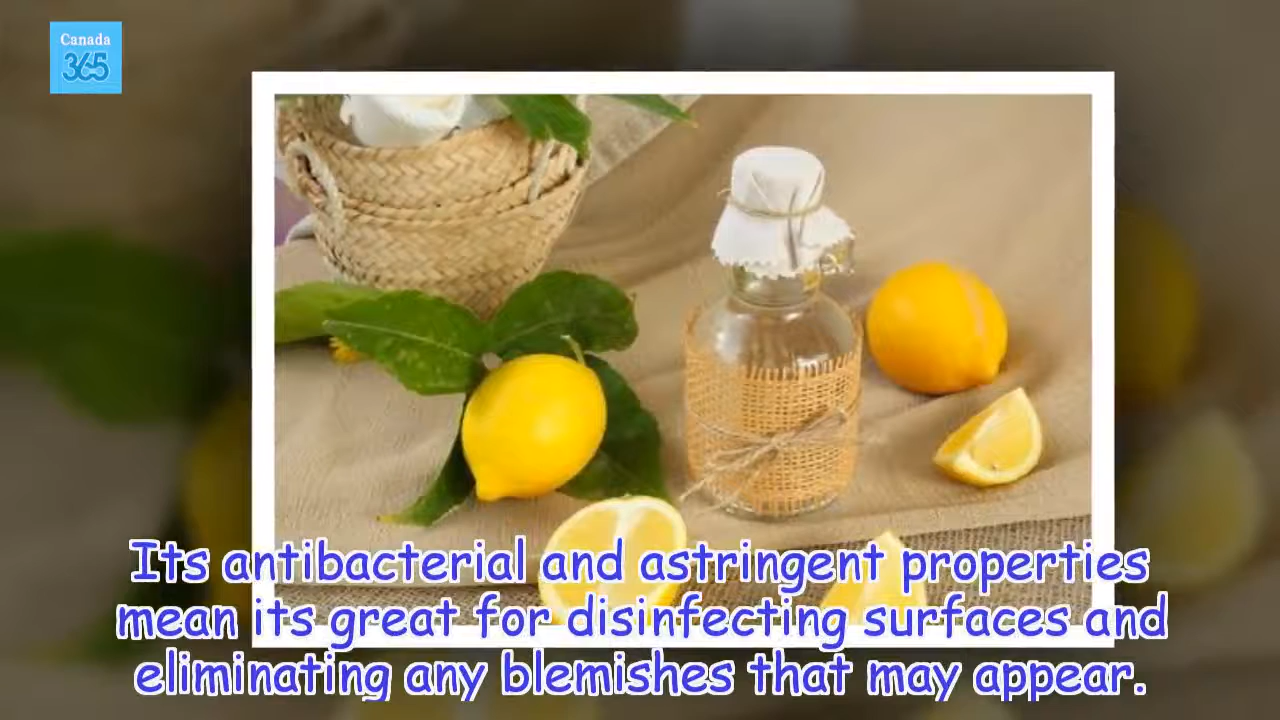 Canada
365
Its antibacterial and astringent properties
mean its great for disinfecting surfaces and
eliminating any blemishes that may appear.